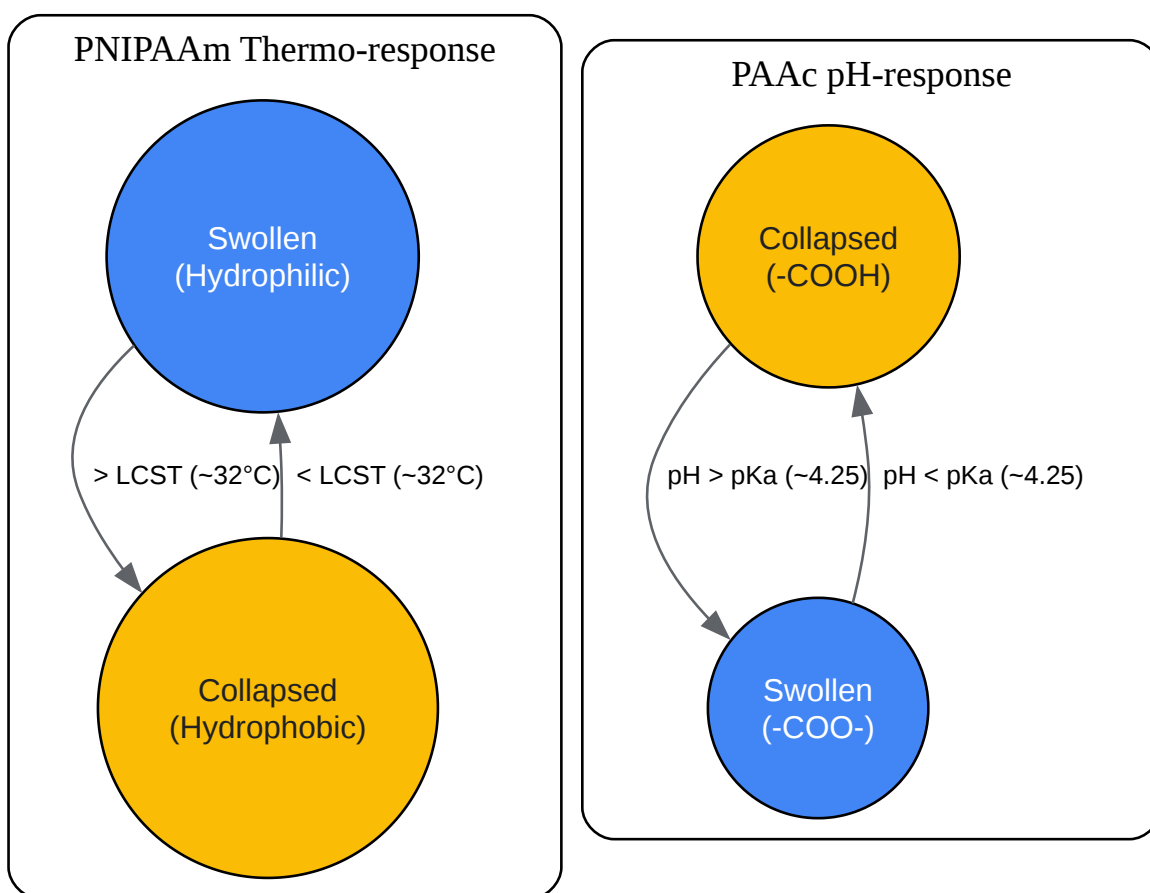 PNIPAAm Thermo-response
Swollen
(Hydrophilic)
> LCST (~32°C)
< LCST (~32°C)
Collapsed
(Hydrophobic)
PAAc pH-response
Collapsed
(-COOH)
pH > pKa (~4.25)
pH < pKa (~4.25)
Swollen
(-COO-)